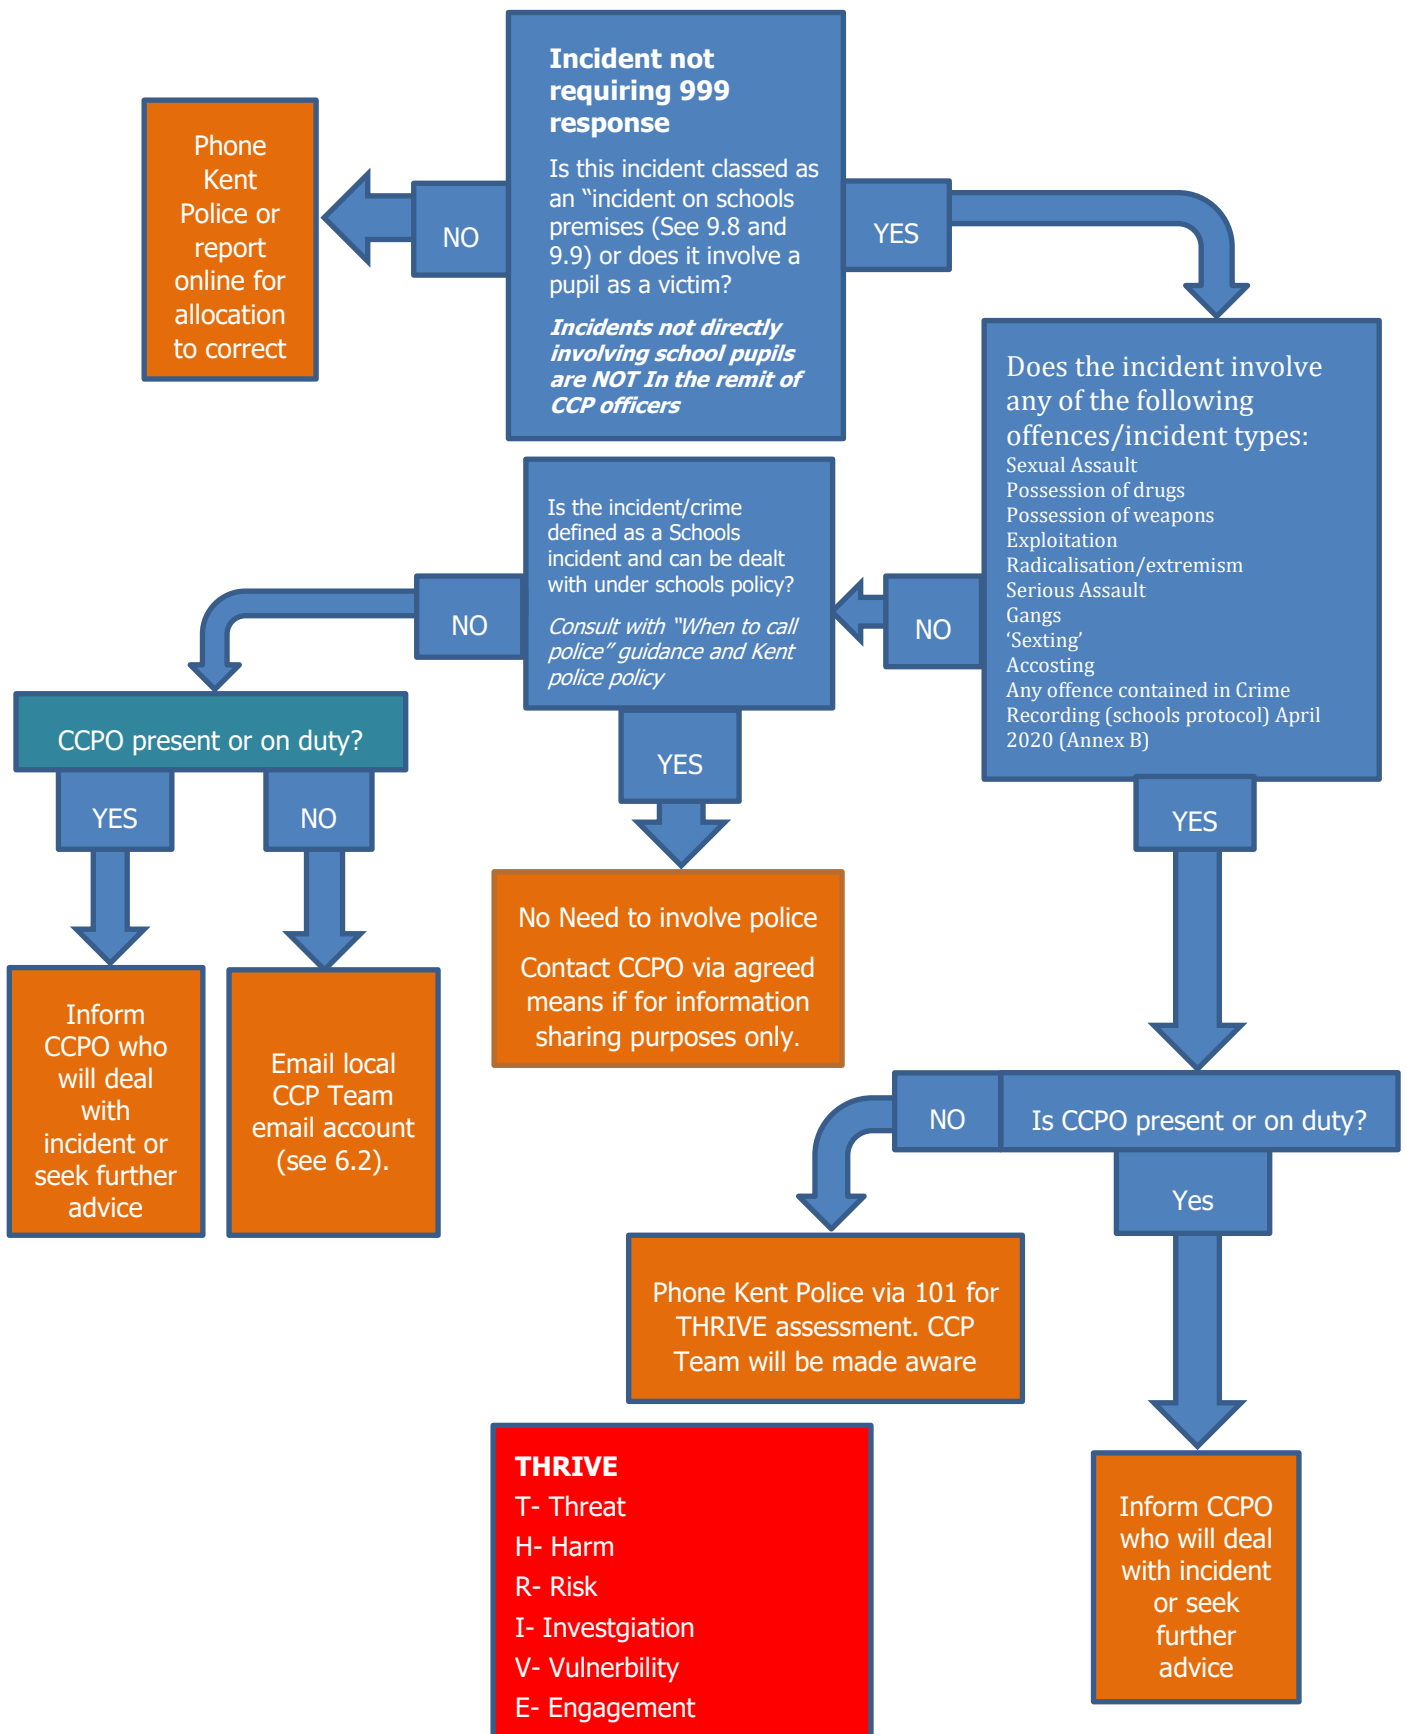 Incident not
requiring 999
response
Is this incident classed as
an “incident on schools
premises (See 9.8 and
9.9) or does it involve a
pupil as a victim?
Incidents not directly
involving school pupils
are NOT In the remit of
CCP officers
NO
YES
Phone
Kent
Police or
report
online for
allocation
to correct
Does the incident involve
any of the following
offences/incident types:
Sexual Assault
Possession of drugs
Possession of weapons
Exploitation
Radicalisation/extremism
Serious Assault
Gangs
‘Sexting’
Accosting
Any offence contained in Crime
Recording (schools protocol) April
2020 (Annex B)
NO
YES
Is the incident/crime
defined as a Schools
incident and can be dealt
with under schools policy?
Consult with “When to call
police” guidance and Kent
police policy
NO
YES
CCPO present or on duty?
YES
NO
Inform
CCPO who
will deal
with
incident or
seek further
advice
Email local
CCP Team
email account
(see 6.2).
No Need to involve police
Contact CCPO via agreed
means if for information
sharing purposes only.
NO
Is CCPO present or on duty?
Yes
Phone Kent Police via 101 for
THRIVE assessment. CCP
Team will be made aware
Inform CCPO
who will deal
with incident
or seek
further
advice
THRIVE
T- Threat
H- Harm
R- Risk
I- Investgiation
V- Vulnerbility
E- Engagement